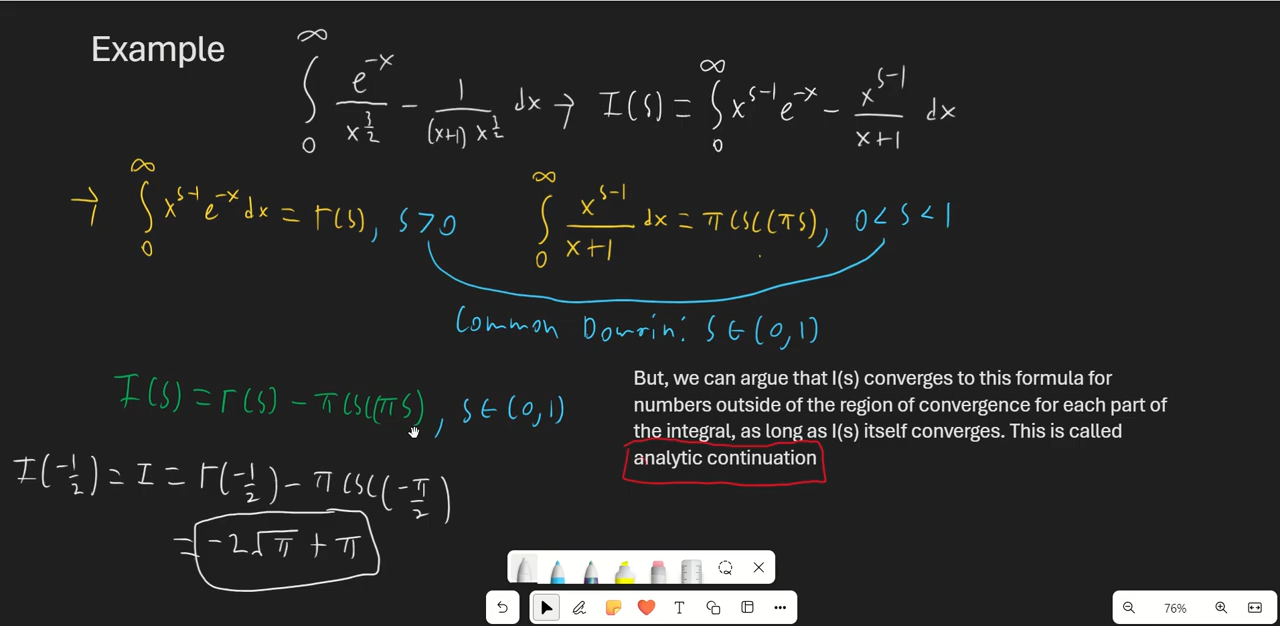 Example
∫₀^∞ e^{-x}/x^{3/2} - 1/((x+1) x^{3/2}) dx → I(s) = ∫₀^∞ x^{s-1} e^{-x} - x^{s-1}/(x+1) dx
→ ∫₀^∞ x^{s-1} e^{-x} dx = Γ(s), s > 0    ∫₀^∞ x^{s-1}/(x+1) dx = π csc(πs), 0 < s < 1
Common Domain: s ∈ (0,1)
I(s) = Γ(s) - π csc(πs), s ∈ (0,1)
But, we can argue that I(s) converges to this formula for
numbers outside of the region of convergence for each part of
the integral, as long as I(s) itself converges. This is called
analytic continuation
I(-1/2) = I = Γ(-1/2) - π csc(-π/2)
= -2√π + π
76%